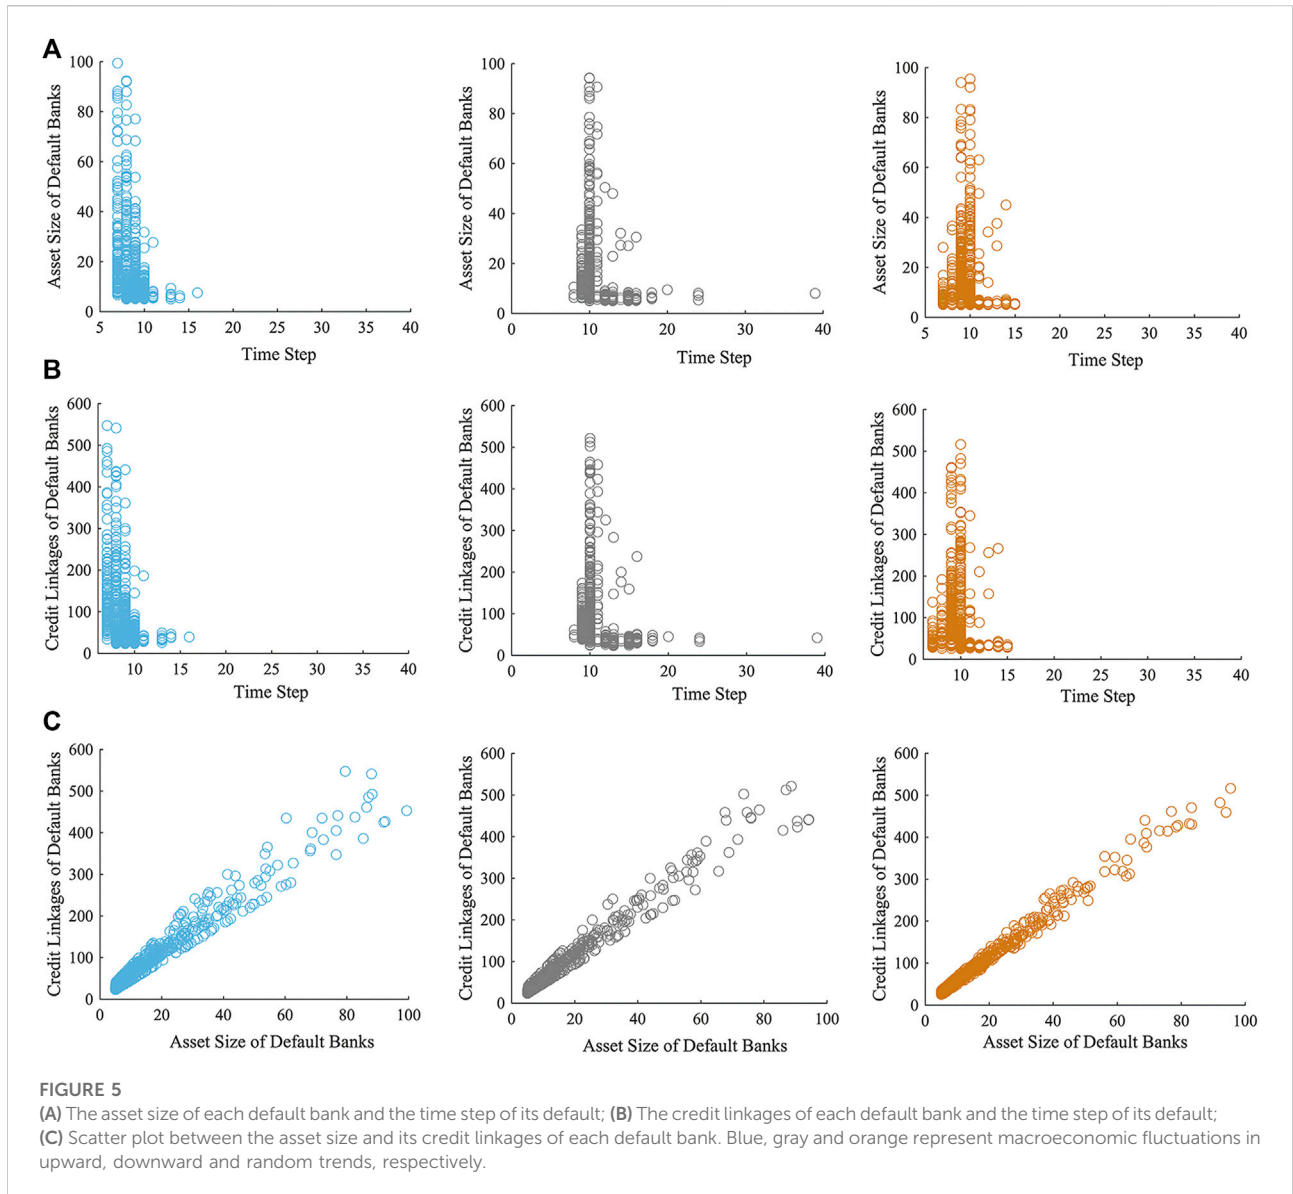 A
Asset Size of Default Banks
100
80
60
40
20
0
5 10 15 20 25 30 35 40
Time Step
Asset Size of Default Banks
100
80
60
40
20
0
0 10 20 30 40
Time Step
Asset Size of Default Banks
100
80
60
40
20
0
5 10 15 20 25 30 35 40
Time Step
B
Credit Linkages of Default Banks
600
500
400
300
200
100
0
10 15 20 25 30 35 40
Time Step
Credit Linkages of Default Banks
600
500
400
300
200
100
0
0 10 20 30 40
Time Step
Credit Linkages of Default Banks
600
500
400
300
200
100
0
10 15 20 25 30 35 40
Time Step
C
Credit Linkages of Default Banks
600
500
400
300
200
100
0
0 20 40 60 80 100
Asset Size of Default Banks
Credit Linkages of Default Banks
600
500
400
300
200
100
0
0 20 40 60 80 100
Asset Size of Default Banks
Credit Linkages of Default Banks
600
500
400
300
200
100
0
0 20 40 60 80 100
Asset Size of Default Banks
FIGURE 5
(A) The asset size of each default bank and the time step of its default; (B) The credit linkages of each default bank and the time step of its default;
(C) Scatter plot between the asset size and its credit linkages of each default bank. Blue, gray and orange represent macroeconomic fluctuations in
upward, downward and random trends, respectively.